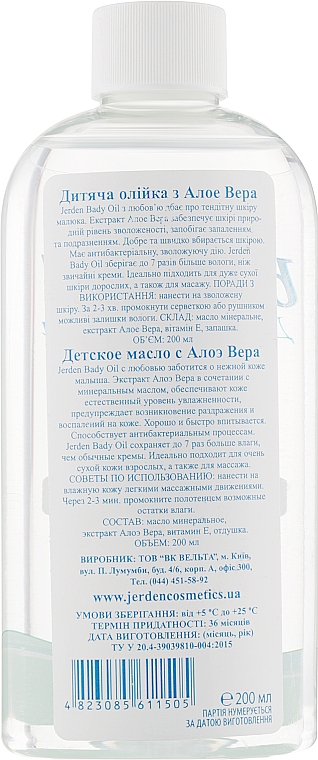 Дитяча олійка з Алое Вера
Jerden Bady Oil з любов'ю дбає про тендітну шкіру
малюка. Екстракт Алое Вера забезпечує шкірі природ-
ній рівень зволоженості, запобігає запаленням,
та подразненням. Добре та швидко вбирається шкірою.
Має антибактеріальну, зволожуючу дію. Jerden
Bady Oil зберігає до 7 разів більше вологи, ніж
звичайні креми. Ідеально підходить для дуже сухої
шкіри дорослих, а також для масажу. ПОРАДИ З
ВИКОРИСТАННЯ: нанести на зволожену
шкіру. За 2-3 хв. промокнути серветкою або рушником
можливі залишки вологи. СКЛАД: масло мінеральне,
екстракт Алое Вера, вітамін Е, запашка.
ОБ'ЄМ: 200 мл
Детское масло с Алоэ Вера
Jerden Bady Oil с любовью заботится о нежной коже
малыша. Экстракт Алоэ Вера в сочетании с
минеральным маслом, обеспечивают коже
естественный уровень увлажненности,
предупреждает возникновение раздражения и
воспалений на коже. Хорошо и быстро впитывается.
Способствует антибактериальным процессам.
Jerden Bady Oil сохраняет до 7 раз больше влаги,
чем обычные кремы. Идеально подходит для очень
сухой кожи взрослых, а также для массажа.
СОВЕТЫ ПО ИСПОЛЬЗОВАНИЮ: нанести на
влажную кожу легкими массажными движениями.
Через 2-3 мин. промокните полотенцем возможные
остатки влаги.
СОСТАВ: масло минеральное,
экстракт Алоэ Вера, витамин Е, отдушка.
ОБЪЕМ: 200 мл
ВИРОБНИК: ТОВ "ВК ВЕЛЬТА", м. Київ,
вул. П. Лумумби, буд. 4/6, корп. А, офіс 300,
Тел. (044) 451-58-92
www.jerdencosmetics.ua
УМОВИ ЗБЕРІГАННЯ: від +5 °С до +25 °С
ТЕРМІН ПРИДАТНОСТІ: 36 місяців
ДАТА ВИГОТОВЛЕННЯ: (місяць, рік)
ТУ У 20.4-39039810-004:2015
4 823085 611505
℮ 200 мл
ПАРТІЯ НУМЕРУЄТЬСЯ
ЗА ДАТОЮ ВИГОТОВЛЕННЯ